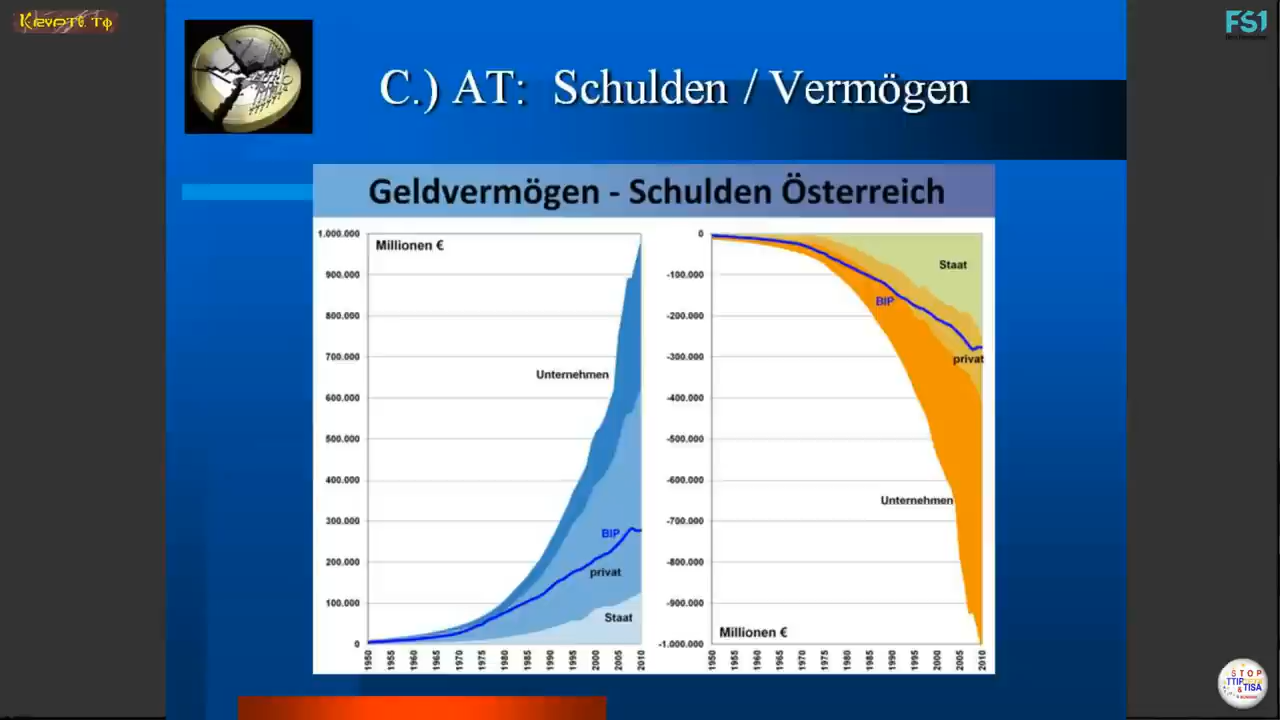 KRYPTO.TV
FS1
C.) AT: Schulden / Vermögen
EURO
Geldvermögen - Schulden Österreich
1.000.000
Millionen €
900.000
800.000
700.000
Unternehmen
600.000
500.000
400.000
300.000
BIP
200.000
privat
100.000
Staat
0
1950 1955 1960 1965 1970 1975 1980 1985 1990 1995 2000 2005 2010
0
Staat
-100.000
BIP
-200.000
-300.000
privat
-400.000
-500.000
-600.000
Unternehmen
-700.000
-800.000
-900.000
Millionen €
-1.000.000
1950 1955 1960 1965 1970 1975 1980 1985 1990 1995 2000 2005 2010
STOP
TTIP CETA
& TISA